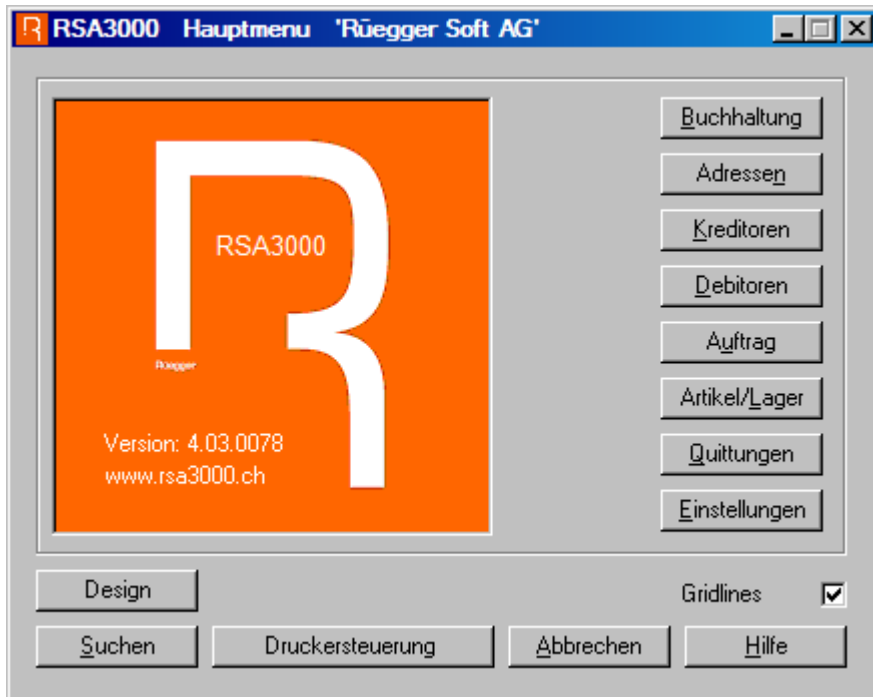 RSA3000 Hauptmenu 'Rüegger Soft AG'
RSA3000
Rüegger
Version: 4.03.0078
www.rsa3000.ch
Buchhaltung
Adressen
Kreditoren
Debitoren
Auftrag
Artikel/Lager
Quittungen
Einstellungen
Design
Gridlines
Suchen
Druckersteuerung
Abbrechen
Hilfe